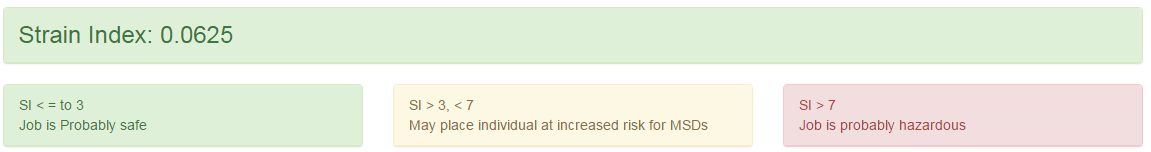 Strain Index: 0.0625
SI < = to 3
Job is Probably safe
SI > 3, < 7
May place individual at increased risk for MSDs
SI > 7
Job is probably hazardous